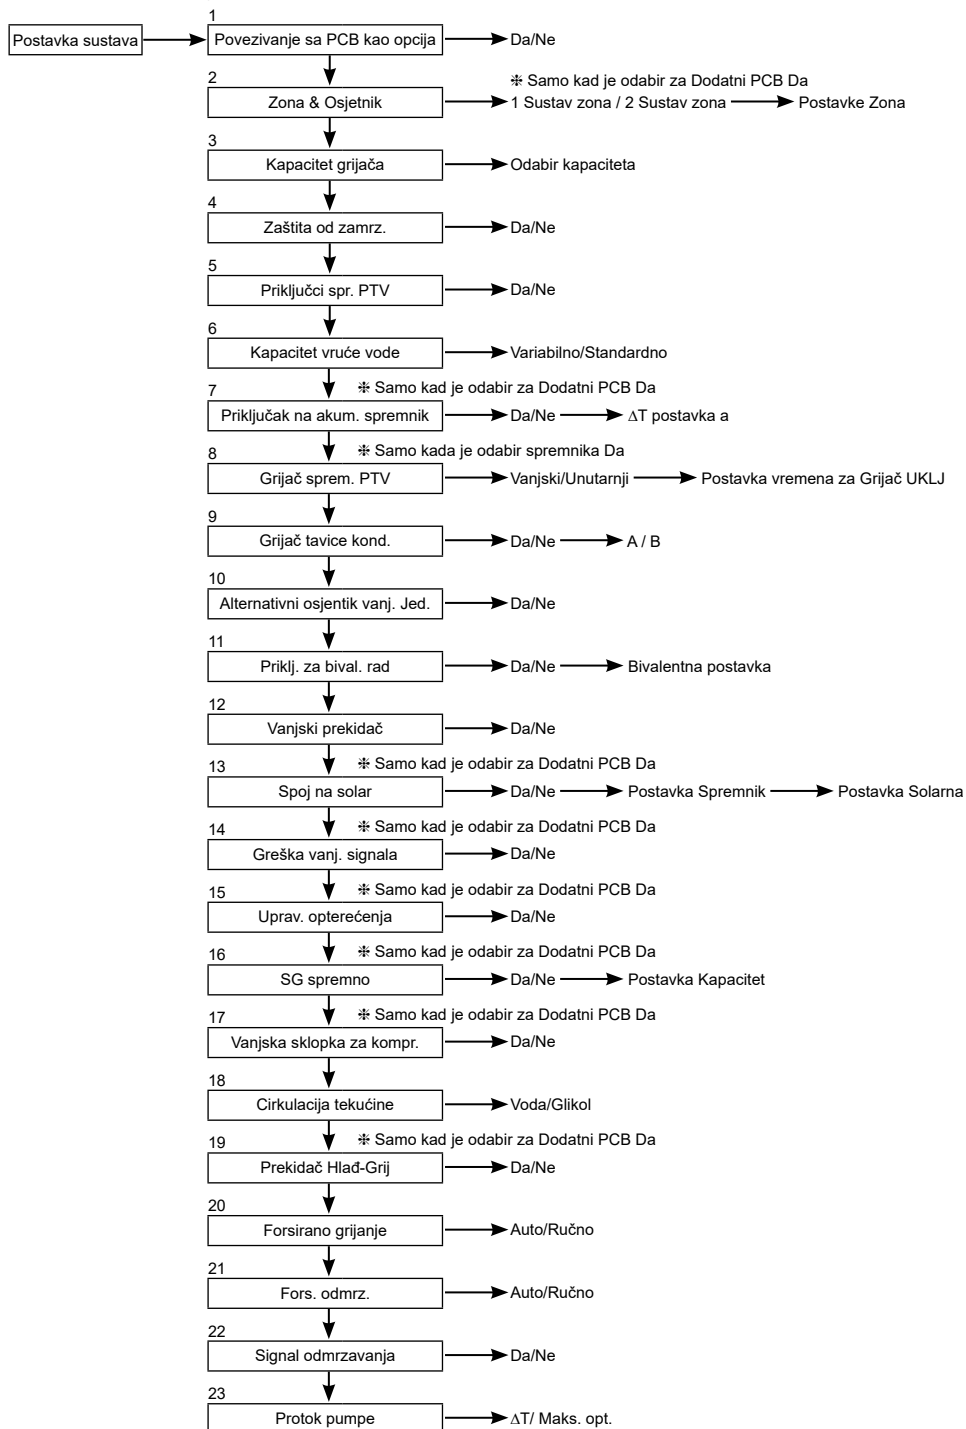 1
Postavka sustava Povezivanje sa PCB kao opcija Da/Ne
2 ⁜ Samo kad je odabir za Dodatni PCB Da
Zona & Osjetnik 1 Sustav zona / 2 Sustav zona Postavke Zona
3
Kapacitet grijača Odabir kapaciteta
4
Zaštita od zamrz. Da/Ne
5
Priključci spr. PTV Da/Ne
6
Kapacitet vruće vode Variabilno/Standardno
7 ⁜ Samo kad je odabir za Dodatni PCB Da
Priključak na akum. spremnik Da/Ne ∆T postavka a
8 ⁜ Samo kada je odabir spremnika Da
Grijač sprem. PTV Vanjski/Unutarnji Postavka vremena za Grijač UKLJ
9
Grijač tavice kond. Da/Ne A / B
10
Alternativni osjentik vanj. Jed. Da/Ne
11
Priklj. za bival. rad Da/Ne Bivalentna postavka
12
Vanjski prekidač Da/Ne
13 ⁜ Samo kad je odabir za Dodatni PCB Da
Spoj na solar Da/Ne Postavka Spremnik Postavka Solarna
14 ⁜ Samo kad je odabir za Dodatni PCB Da
Greška vanj. signala Da/Ne
15 ⁜ Samo kad je odabir za Dodatni PCB Da
Uprav. opterećenja Da/Ne
16 ⁜ Samo kad je odabir za Dodatni PCB Da
SG spremno Da/Ne Postavka Kapacitet
17 ⁜ Samo kad je odabir za Dodatni PCB Da
Vanjska sklopka za kompr. Da/Ne
18
Cirkulacija tekućine Voda/Glikol
19 ⁜ Samo kad je odabir za Dodatni PCB Da
Prekidač Hlađ-Grij Da/Ne
20
Forsirano grijanje Auto/Ručno
21
Fors. odmrz. Auto/Ručno
22
Signal odmrzavanja Da/Ne
23
Protok pumpe ∆T/ Maks. opt.